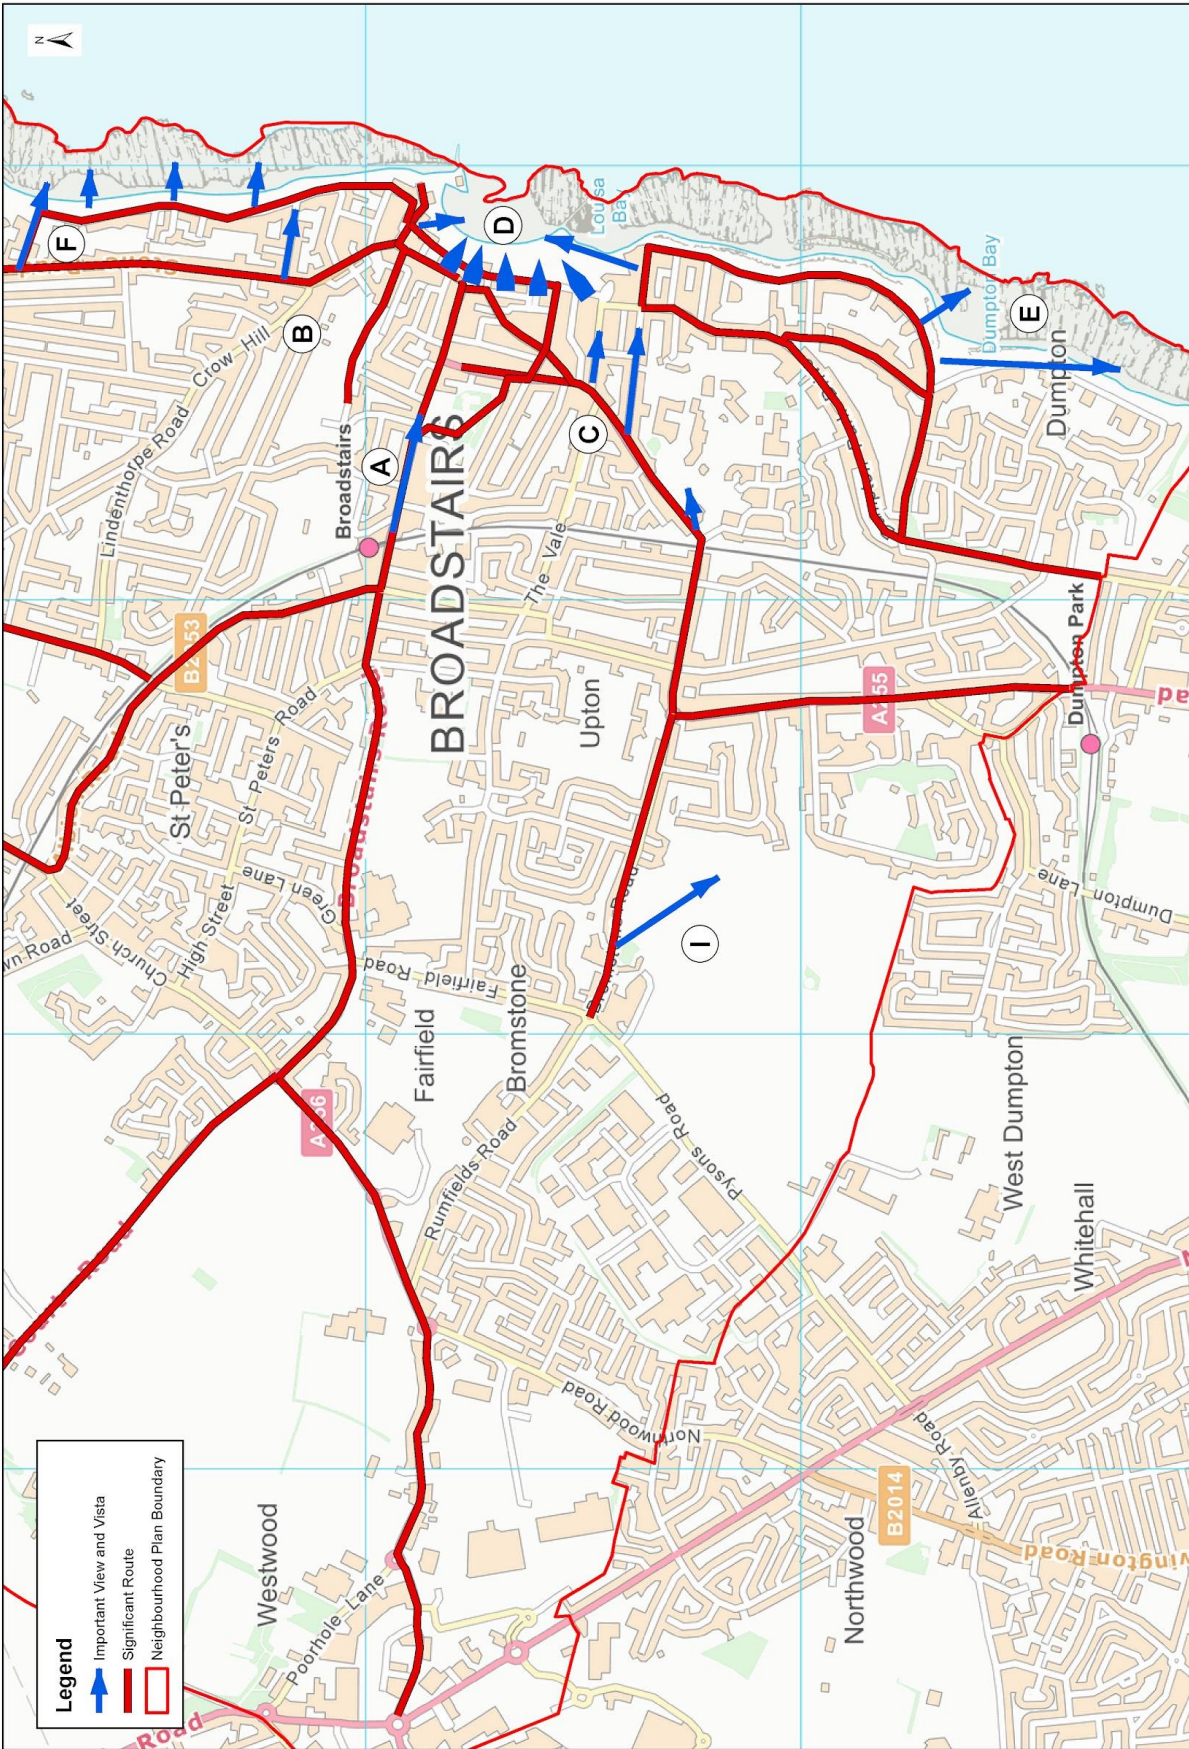 N
Legend
Important View and Vista
Significant Route
Neighbourhood Plan Boundary
F
B
A
D
C
E
I
Crow Hill
Lindenthorpe Road
Broadstairs
BROADSTAIRS
Louisa
Bay
Dumpton Bay
Dumpton
The Vale
B2053
St Peter's
St Peters Road
Upton
A255
Dumpton Park
Broadstairs Road
High Street
Green Lane
Church Street
Fairfield Road
Fairfield
Bromstone
Dumpton Lane
A256
Rumfields Road
Pysons Road
West Dumpton
Whitehall
Northwood Road
Westwood
Poorhole Lane
Road
Northwood
B2014
Allenby Road